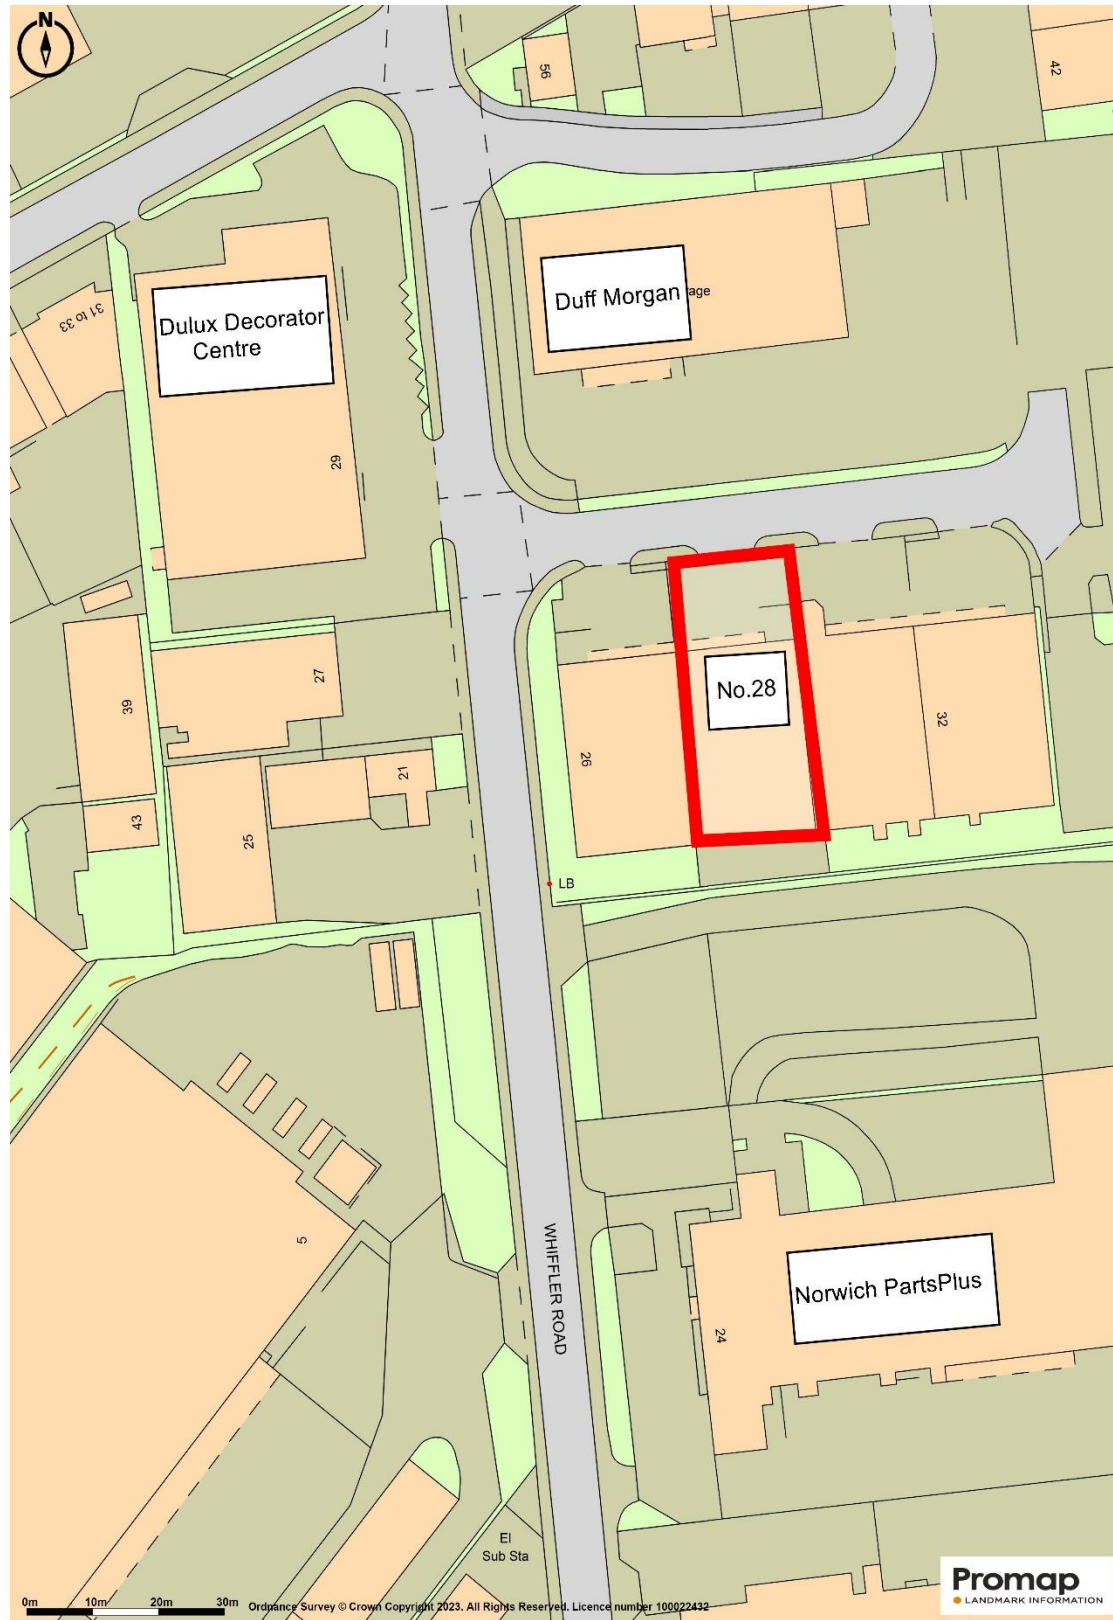 N
56
42
31 to 33
Dulux Decorator
Centre
Duff Morgan
age
29
39
27
No.28
32
26
21
43
25
LB
5
WHIFFLER ROAD
Norwich PartsPlus
24
El
Sub Sta
0m 10m 20m 30m
Ordnance Survey © Crown Copyright 2023. All Rights Reserved. Licence number 100022432
Promap
LANDMARK INFORMATION